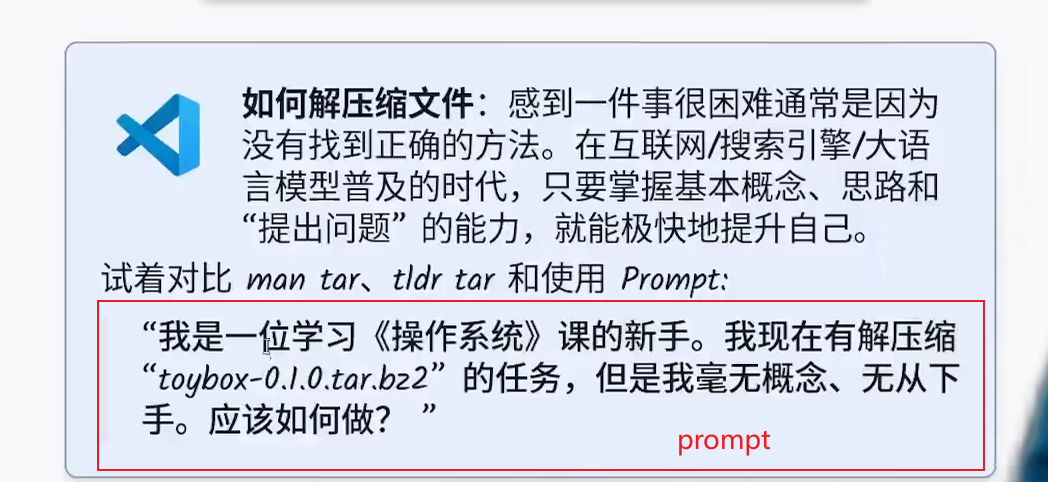 如何解压缩文件：感到一件事很困难通常是因为
没有找到正确的方法。在互联网/搜索引擎/大语
言模型普及的时代，只要掌握基本概念、思路和
“提出问题”的能力，就能极快地提升自己。
试着对比 man tar、tldr tar 和使用 Prompt:
“我是一位学习《操作系统》课的新手。我现在有解压缩
“toybox-0.1.0.tar.bz2” 的任务，但是我毫无概念、无从下
手。应该如何做？ ”
prompt